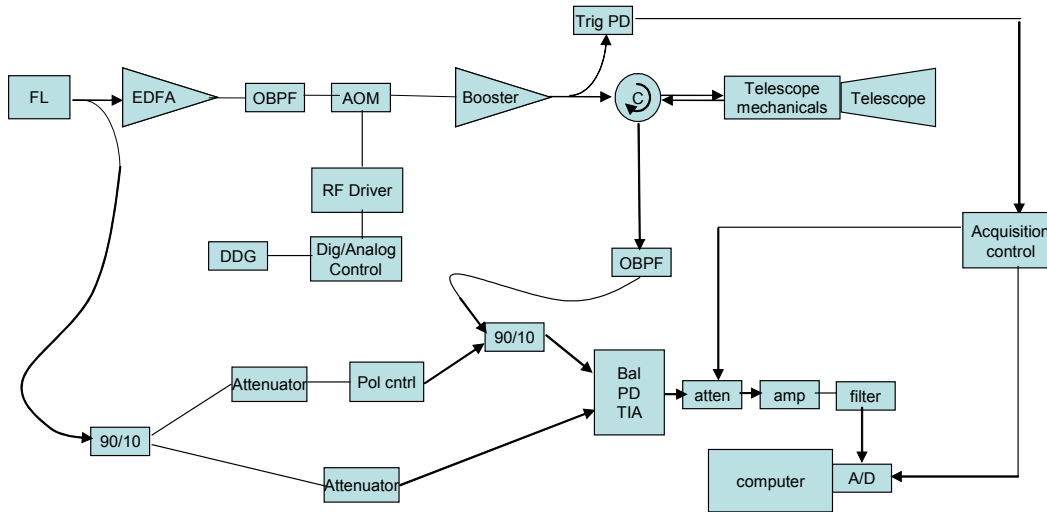 Trig PD
FL
EDFA
OBPF
AOM
Booster
C
Telescope
mechanicals
Telescope
RF Driver
DDG
Dig/Analog
Control
OBPF
Acquisition
control
90/10
Attenuator
Pol cntrl
Bal
PD
TIA
atten
amp
filter
90/10
Attenuator
computer
A/D